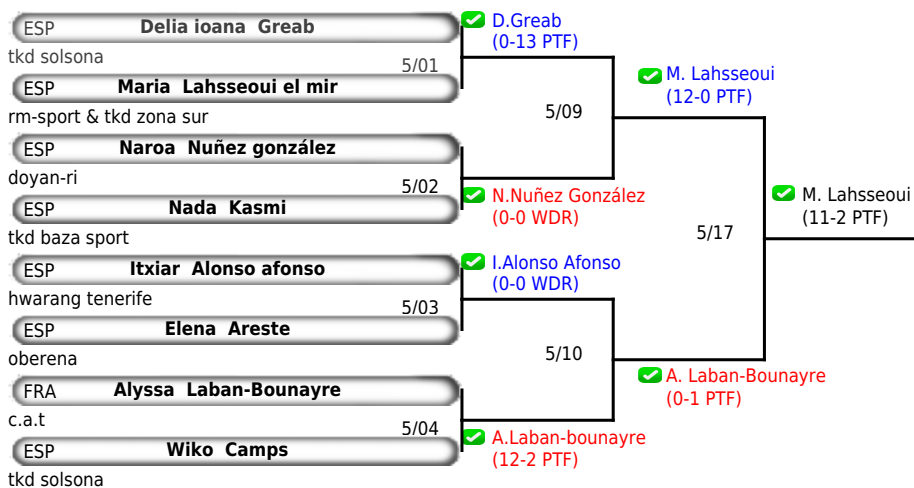 ESP Delia ioana Greab
D.Greab
(0-13 PTF)
tkd solsona
5/01
ESP Maria Lahsseoui el mir
M. Lahsseoui
(12-0 PTF)
rm-sport & tkd zona sur
5/09
ESP Naroa Nuñez gonzález
doyan-ri
5/02
N.Nuñez González
(0-0 WDR)
ESP Nada Kasmi
M. Lahsseoui
(11-2 PTF)
tkd baza sport
5/17
ESP Itxiar Alonso afonso
I.Alonso Afonso
(0-0 WDR)
hwarang tenerife
5/03
ESP Elena Areste
oberena
5/10
FRA Alyssa Laban-Bounayre
A. Laban-Bounayre
(0-1 PTF)
c.a.t
5/04
A.Laban-bounayre
(12-2 PTF)
ESP Wiko Camps
tkd solsona